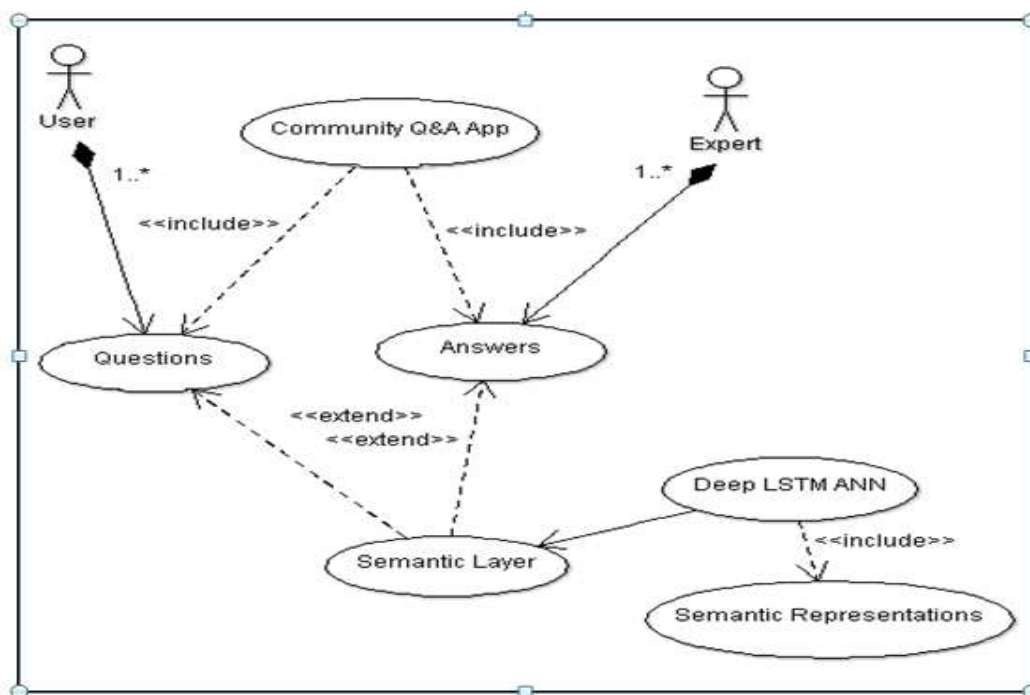 User
Community Q&A App
Expert
1..*
1..*
<<include>>
<<include>>
Questions
Answers
<<extend>>
<<extend>>
Deep LSTM ANN
<<include>>
Semantic Layer
Semantic Representations